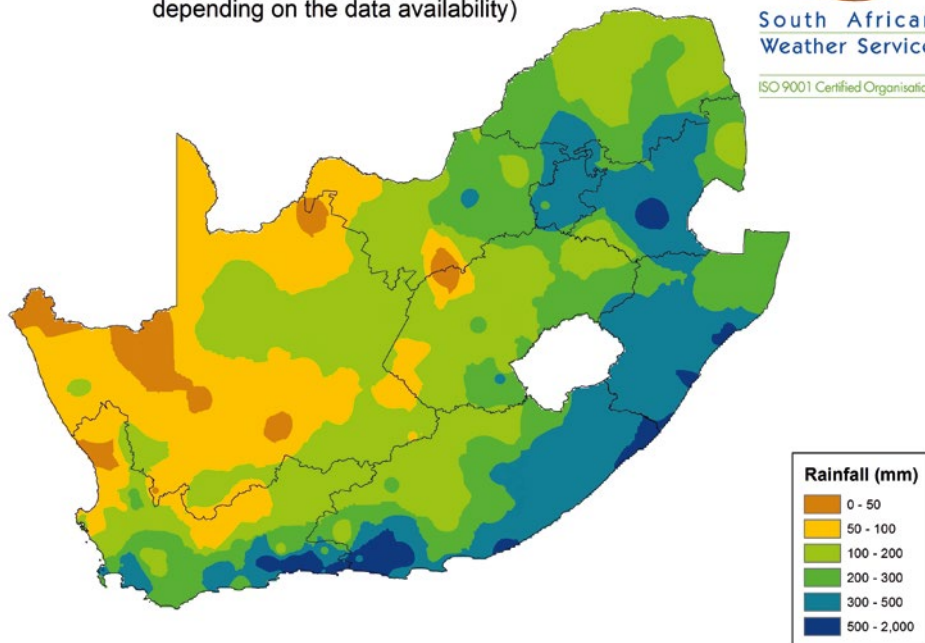 depending on the data availability)
South African
Weather Service
ISO 9001 Certified Organisation
Rainfall (mm)
0 - 50
50 - 100
100 - 200
200 - 300
300 - 500
500 - 2,000